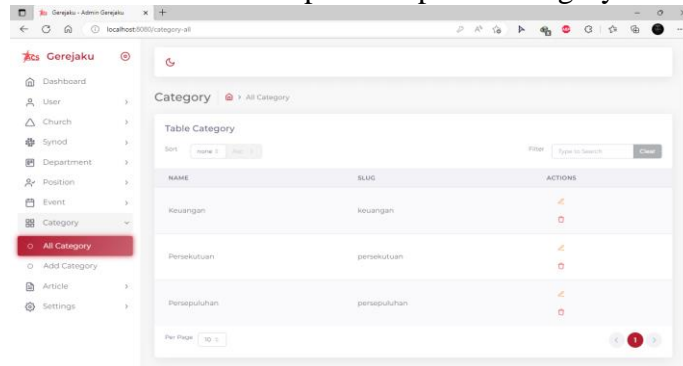 Gerejaku - Admin Gerejaku
localhost:8080/category-all
Gerejaku
Dashboard
User
Church
Synod
Department
Position
Event
Category
All Category
Add Category
Article
Settings
Category All Category
Table Category
Sort none Filter Type to Search Clear
NAME SLUG ACTIONS
Keuangan keuangan
Persekutuan persekutuan
Persepuluhan persepuluhan
Per Page 10 1